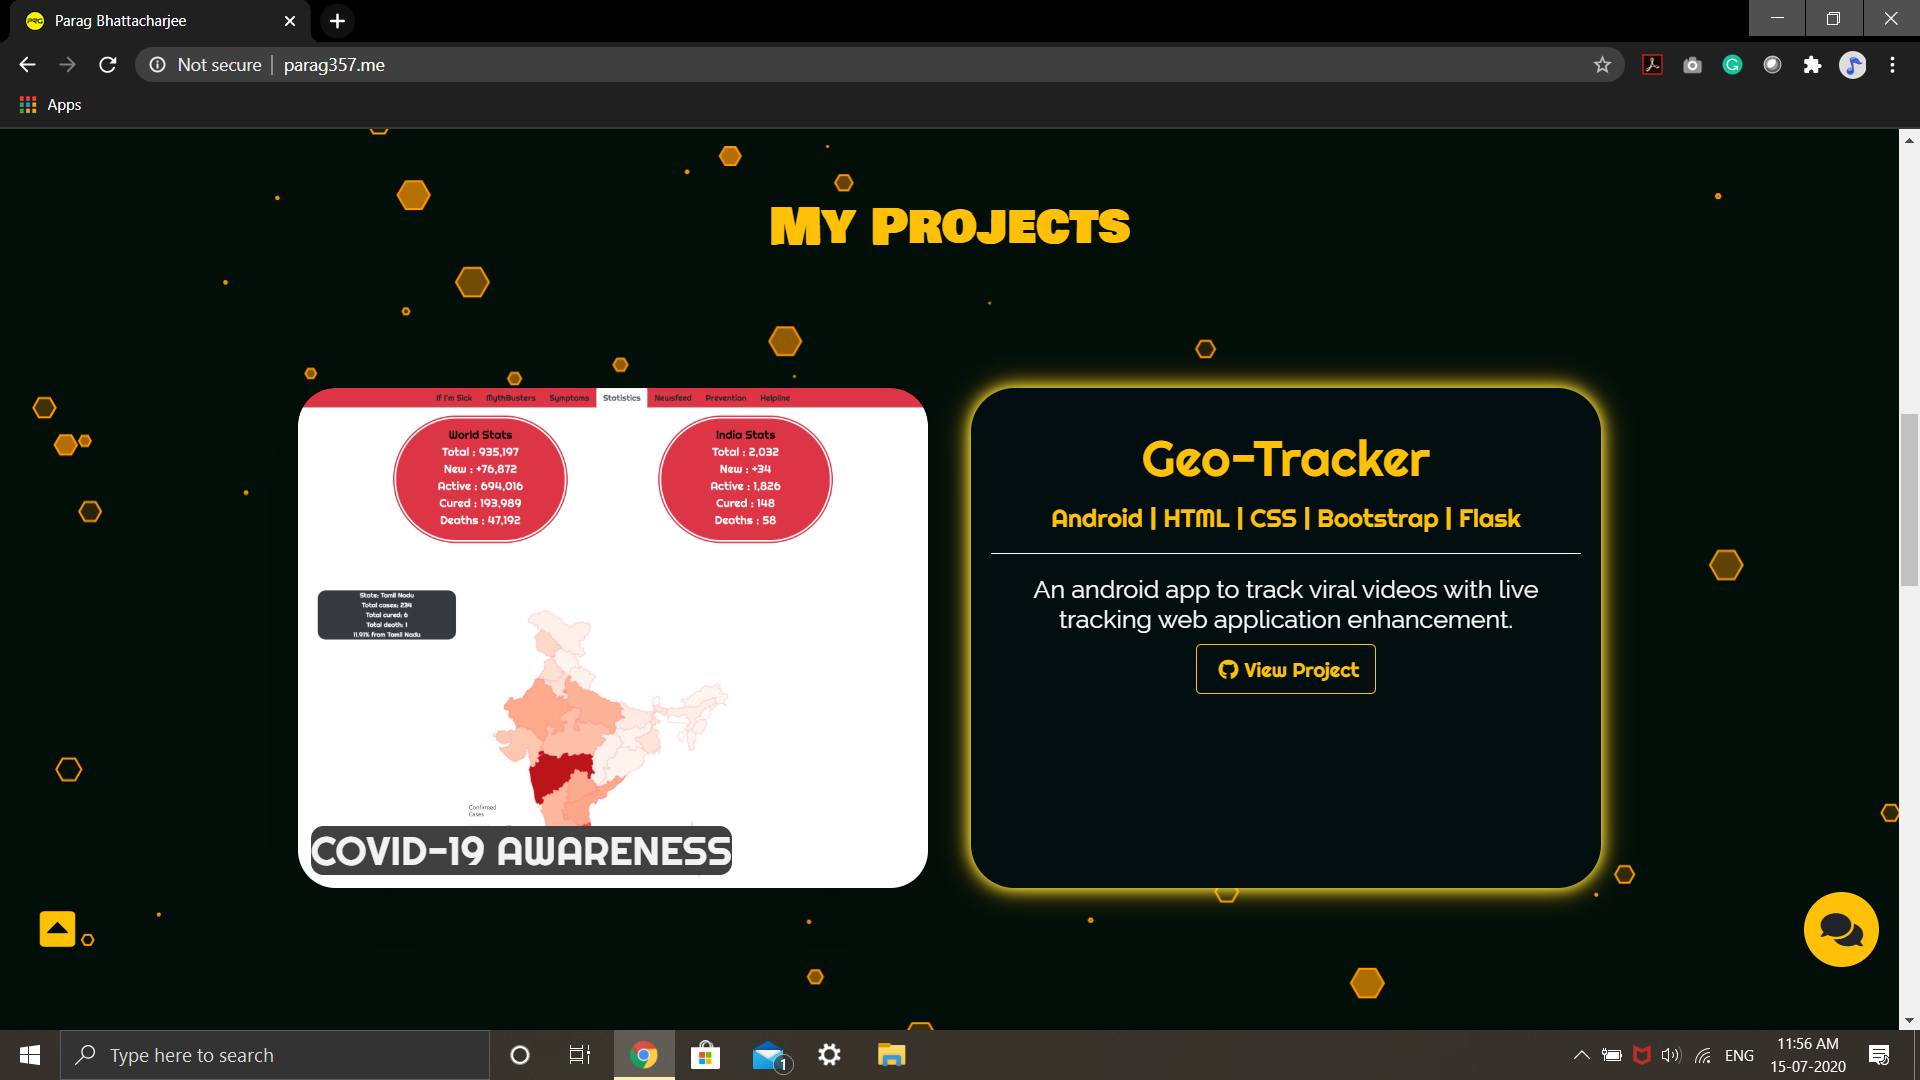 PRG
Parag Bhattacharjee
Not secure
parag357.me
Apps
My Projects
If I'm Sick
MythBusters
Symptoms
Statistics
Newsfeed
Prevention
Helpline
World Stats
Total : 935,197
New : +76,872
Active : 694,016
Cured : 193,989
Deaths : 47,192
India Stats
Total : 2,032
New : +34
Active : 1,826
Cured : 148
Deaths : 58
State: Tamil Nadu
Total cases: 234
Total cured: 6
Total death: 1
11.91% from Tamil Nadu
Confirmed
Cases
COVID-19 AWARENESS
Geo-Tracker
Android | HTML | CSS | Bootstrap | Flask
An android app to track viral videos with live
tracking web application enhancement.
View Project
Type here to search
1
ENG
11:56 AM
15-07-2020